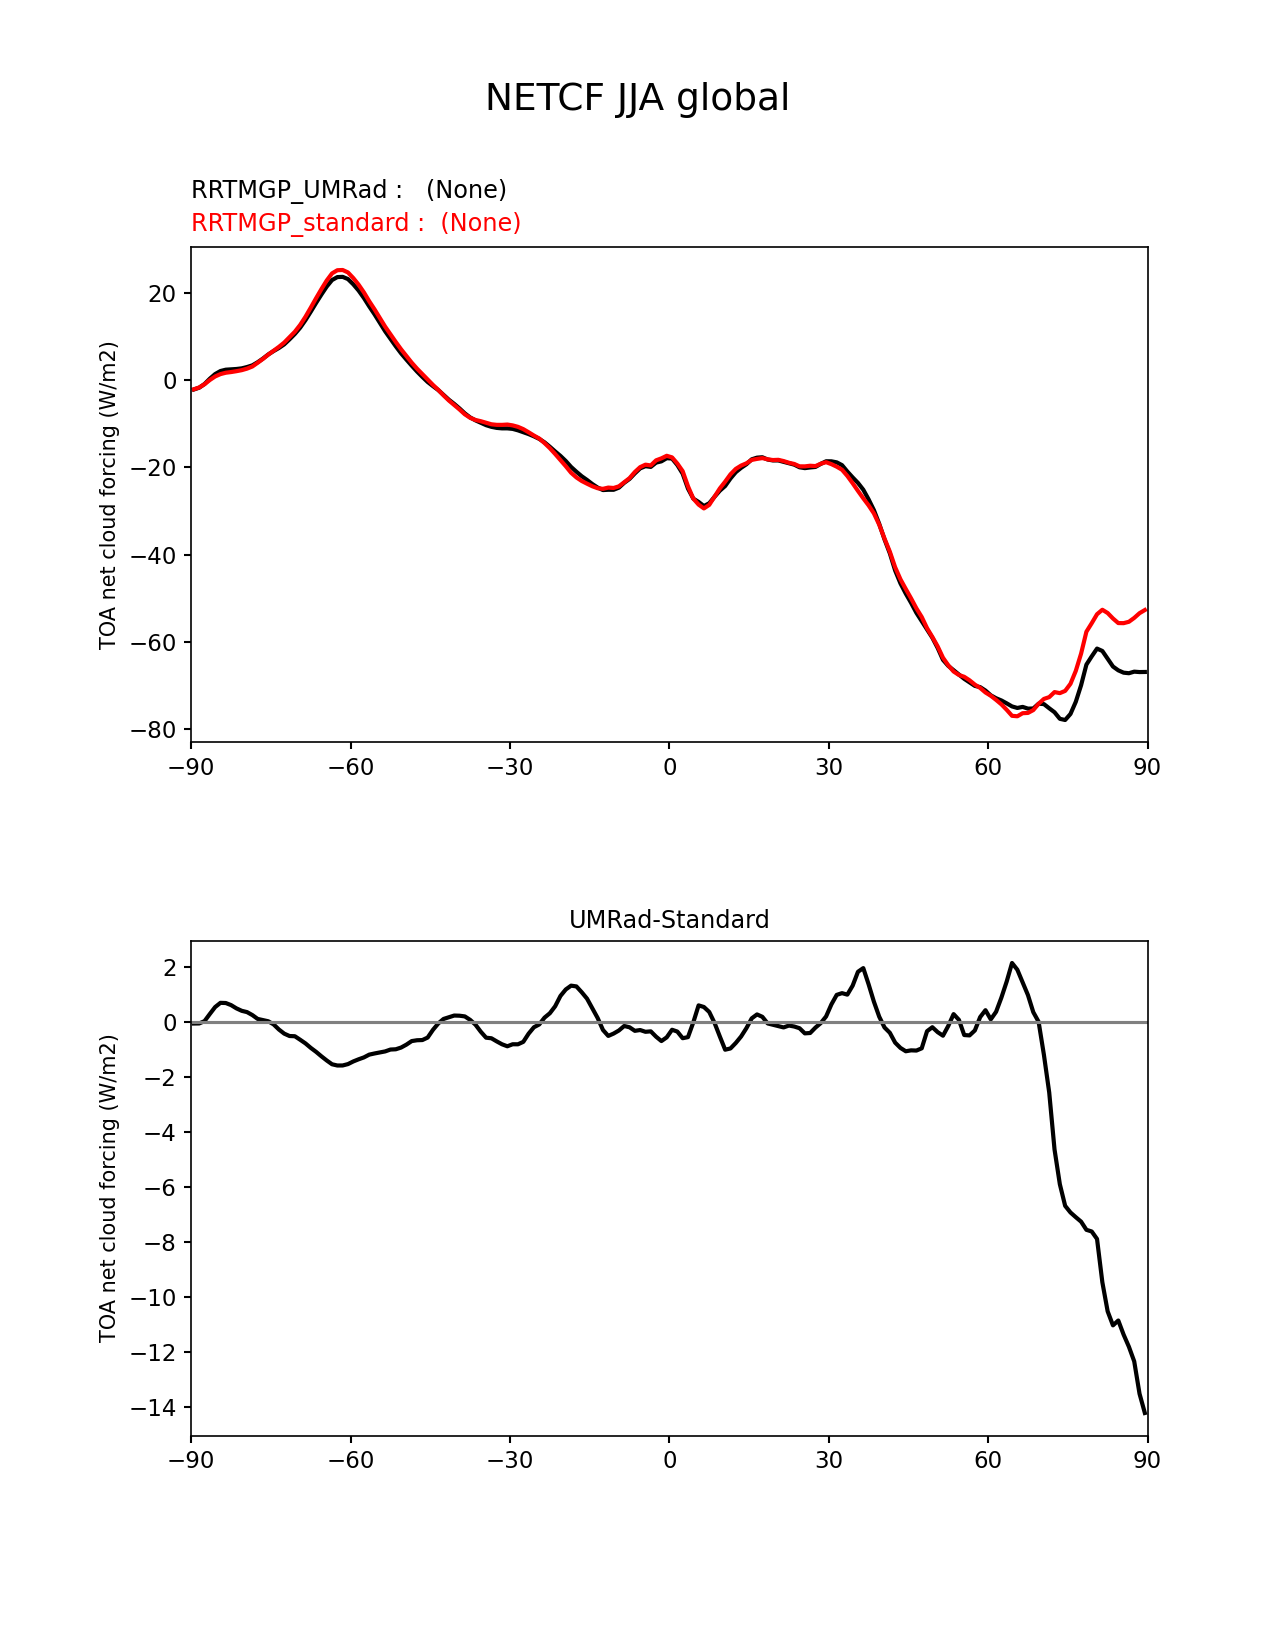 NETCF JJA global
RRTMGP_UMRad :   (None)
RRTMGP_standard :  (None)
TOA net cloud forcing (W/m2)
20
0
−20
−40
−60
−80
−90 −60 −30 0 30 60 90
UMRad-Standard
TOA net cloud forcing (W/m2)
2
0
−2
−4
−6
−8
−10
−12
−14
−90 −60 −30 0 30 60 90